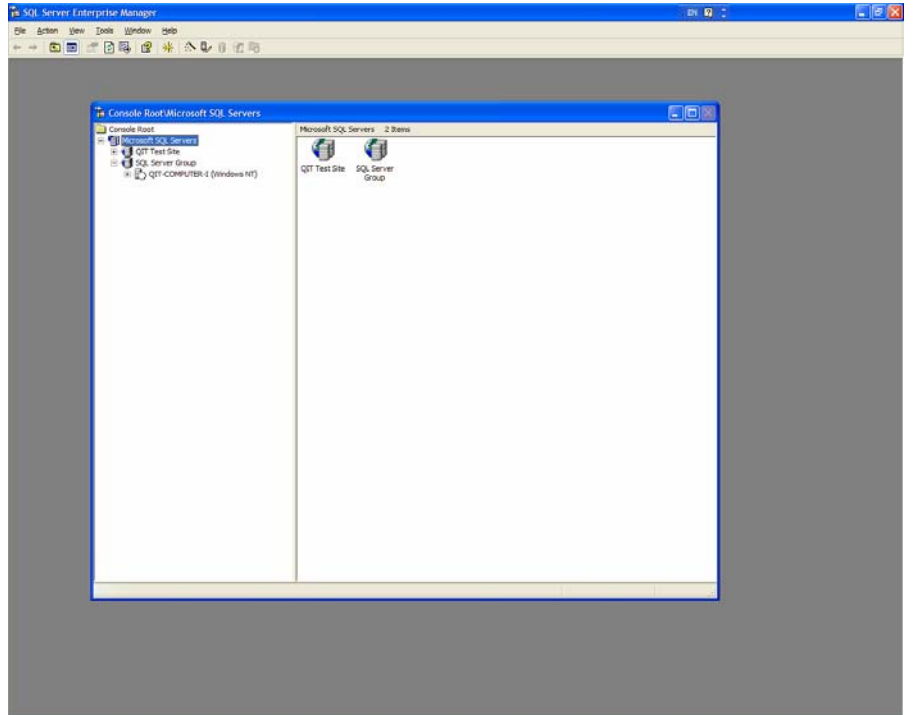 SQL Server Enterprise Manager
EN
File Action View Tools Window Help
Console Root\Microsoft SQL Servers
Console Root
Microsoft SQL Servers
QIT Test Site
SQL Server Group
QIT-COMPUTER-1 (Windows NT)
Microsoft SQL Servers 2 Items
QIT Test Site
SQL Server
Group